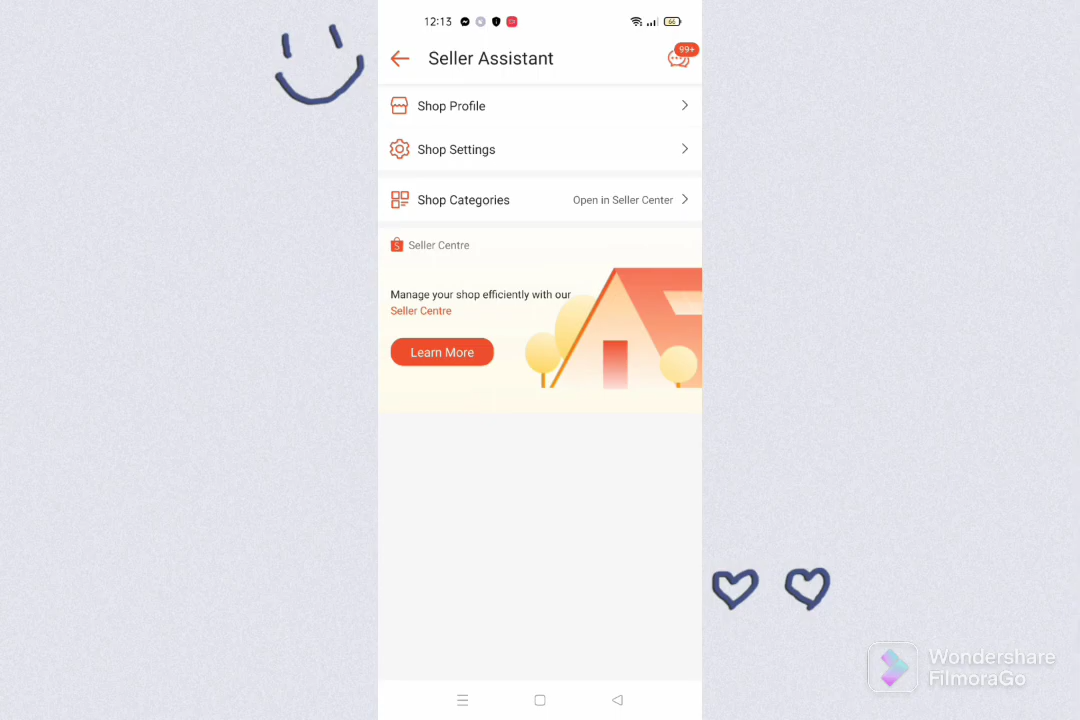 12:13
66
Seller Assistant
99+
Shop Profile
Shop Settings
Shop Categories Open in Seller Center
S Seller Centre
Manage your shop efficiently with our
Seller Centre
Learn More
Wondershare
FilmoraGo